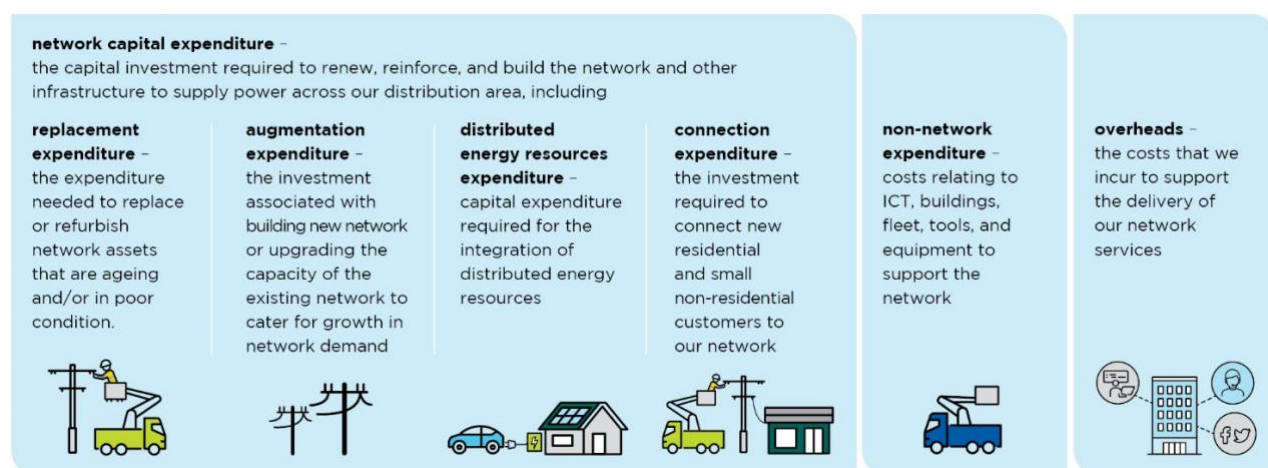 network capital expenditure –
the capital investment required to renew, reinforce, and build the network and other
infrastructure to supply power across our distribution area, including
replacement
expenditure –
the expenditure
needed to replace
or refurbish
network assets
that are ageing
and/or in poor
condition.
augmentation
expenditure –
the investment
associated with
building new network
or upgrading the
capacity of the
existing network to
cater for growth in
network demand
distributed
energy resources
expenditure –
capital expenditure
required for the
integration of
distributed energy
resources
connection
expenditure –
the investment
required to
connect new
residential
and small
non-residential
customers to
our network
non-network
expenditure –
costs relating to
ICT, buildings,
fleet, tools, and
equipment to
support the
network
overheads –
the costs that we
incur to support
the delivery of
our network
services